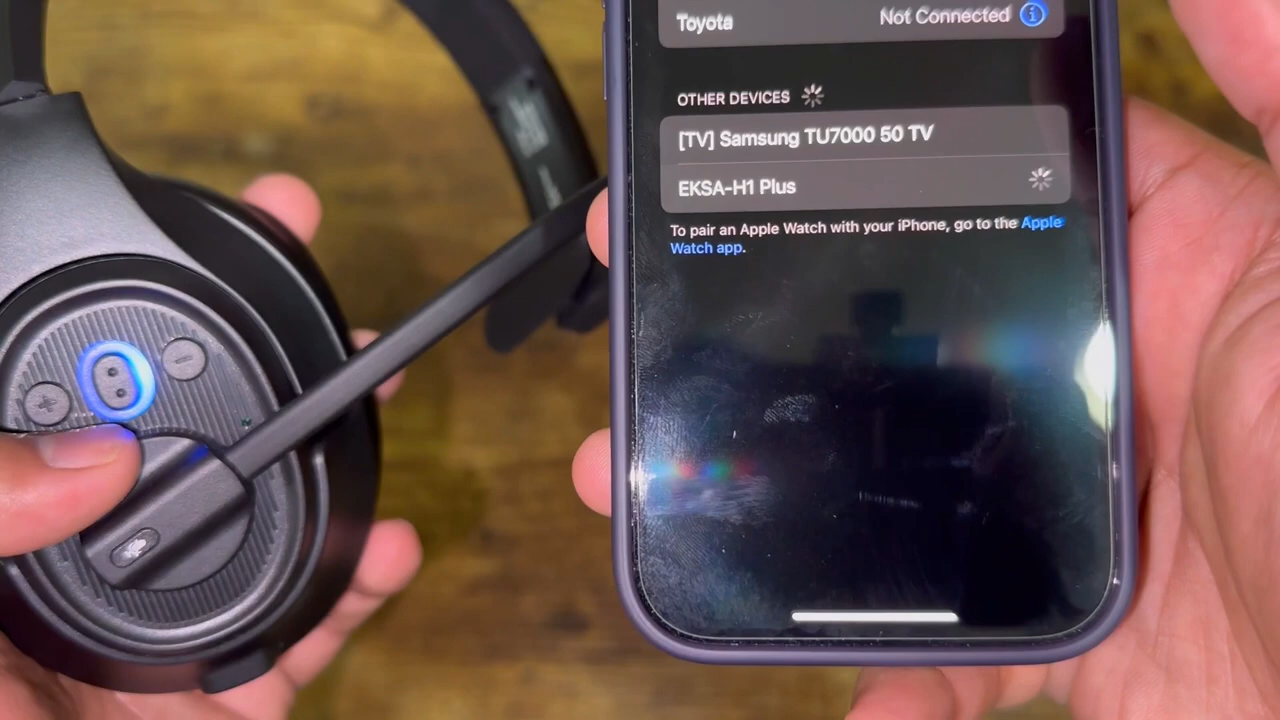 Toyota Not Connected
OTHER DEVICES
[TV] Samsung TU7000 50 TV
EKSA-H1 Plus
To pair an Apple Watch with your iPhone, go to the Apple
Watch app.